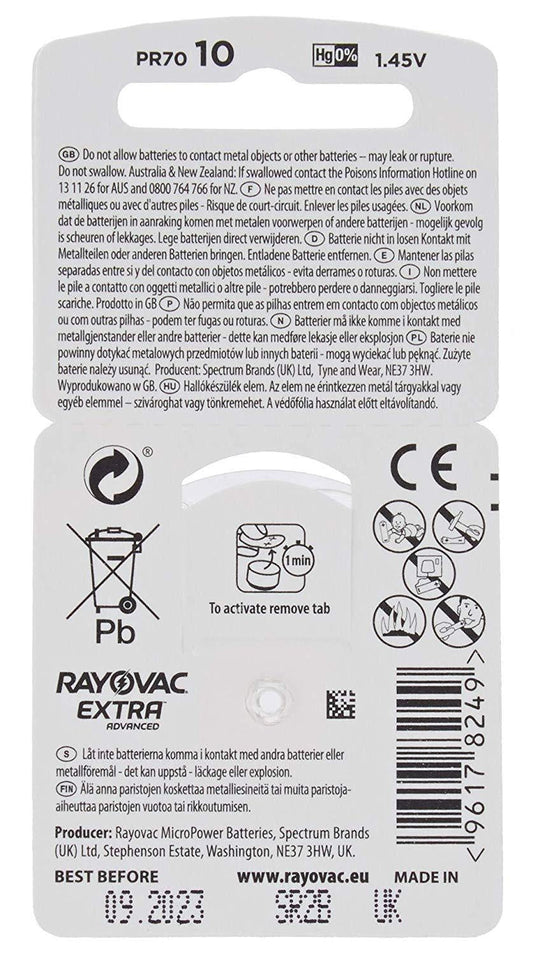 PR70 10 Hg0% 1.45V
GB Do not allow batteries to contact metal objects or other batteries – may leak or rupture.
Do not swallow. Australia & New Zealand: If swallowed contact the Poisons Information Hotline on
13 11 26 for AUS and 0800 764 766 for NZ. F Ne pas mettre en contact les piles avec des objets
métalliques ou avec d'autres piles - Risque de court-circuit. Enlever les piles usagées. NL Voorkom
dat de batterijen in aanraking komen met metalen voorwerpen of andere batterijen - mogelijk gevolg
is scheuren of lekkages. Lege batterijen direct verwijderen. D Batterie nicht in losen Kontakt mit
Metallteilen oder anderen Batterien bringen. Entladene Batterie entfernen. E Mantener las pilas
separadas entre si y del contacto con objetos metálicos - evita derrames o roturas. I Non mettere
le pile a contatto con oggetti metallici o altre pile - potrebbero perdere o danneggiarsi. Togliere le pile
scariche. Prodotto in GB P Não permita que as pilhas entrem em contacto com objectos metálicos
ou com outras pilhas - podem ter fugas ou roturas. N Batterier må ikke komme i kontakt med
metallgjenstander eller andre batterier - dette kan medføre lekasje eller eksplosjon PL Baterie nie
powinny dotykać metalowych przedmiotów lub innych baterii - mogą wyciekać lub pęknąć. Zużyte
baterie należy usunąć. Producent: Spectrum Brands (UK) Ltd, Tyne and Wear, NE37 3HW.
Wyprodukowano w GB. HU Hallókészülék elem. Az elem ne érintkezzen metál tárgyakkal vagy
egyéb elemmel – szivároghat vagy tönkremehet. A védőfólia használat előtt eltávolítandó.
®
CE
1 min
To activate remove tab
Pb
RAYOVAC
EXTRA™
ADVANCED
S Låt inte batterierna komma i kontakt med andra batterier eller
metallföremål - det kan uppstå - läckage eller explosion.
FIN Älä anna paristojen koskettaa metalliesineitä tai muita paristoja-
aiheuttaa paristojen vuotoa tai rikkoutumisen.
Producer: Rayovac MicroPower Batteries, Spectrum Brands
(UK) Ltd, Stephenson Estate, Washington, NE37 3HW, UK.
BEST BEFORE www.rayovac.eu MADE IN
09.2023 SR2B UK
<96178249>